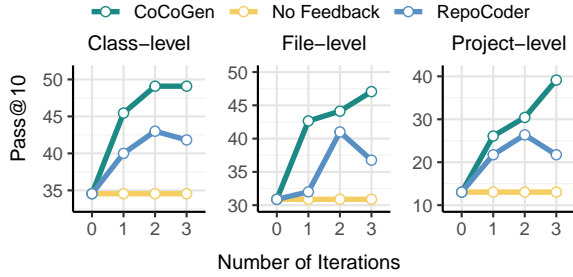 CoCoGen No Feedback RepoCoder
Class−level File−level Project−level
Pass@10
50
45
40
35
0 1 2 3
50
45
40
35
30
0 1 2 3
40
30
20
10
0 1 2 3
Number of Iterations